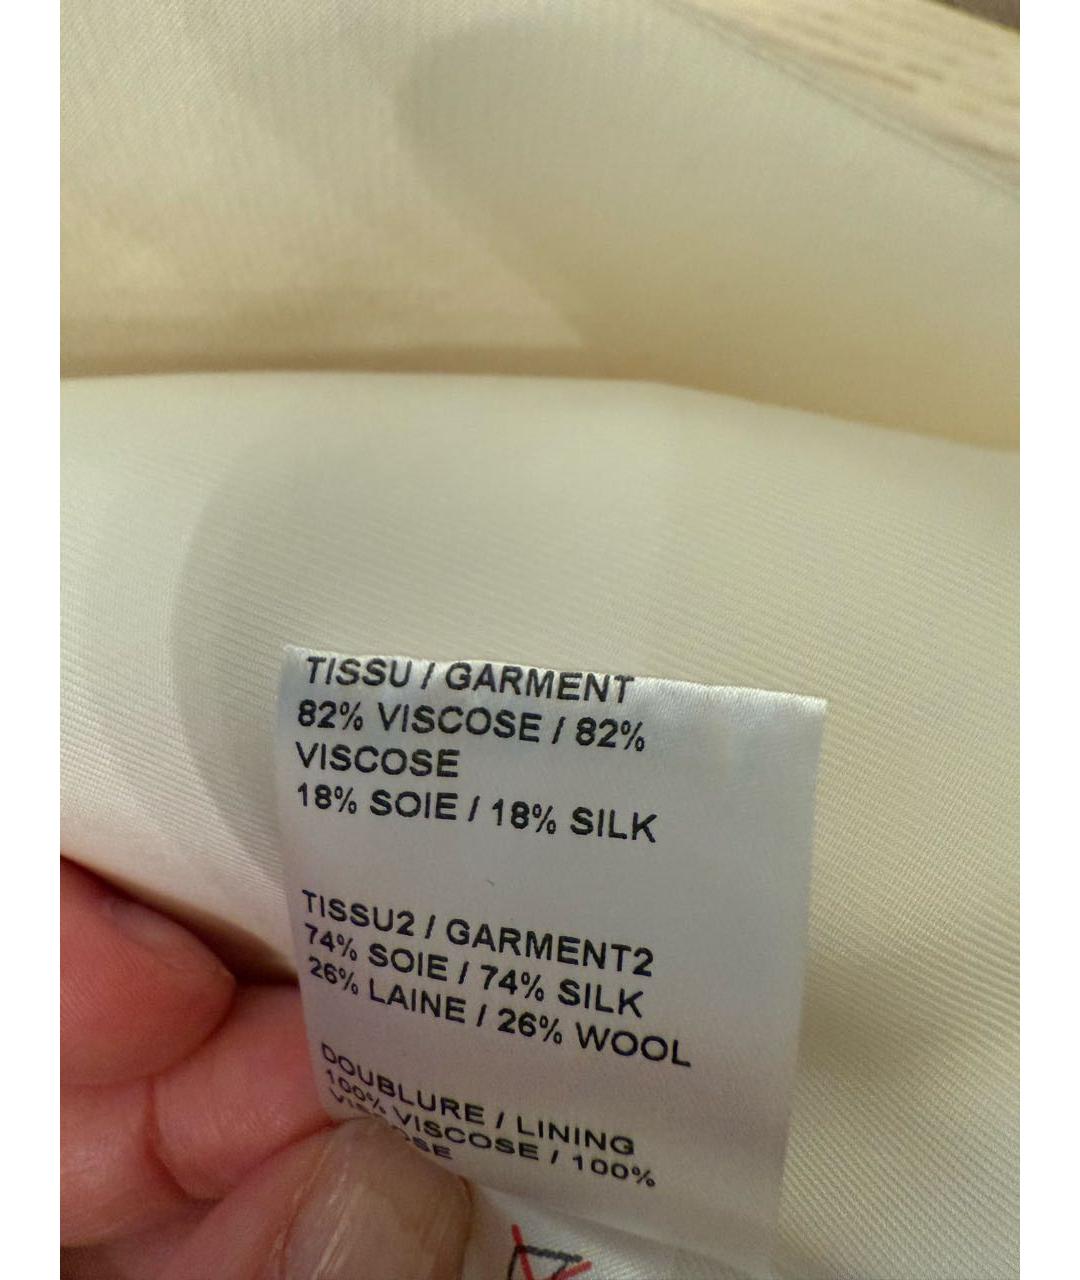 TISSU / GARMENT
82% VISCOSE / 82%
VISCOSE
18% SOIE / 18% SILK
TISSU2 / GARMENT2
74% SOIE / 74% SILK
26% LAINE / 26% WOOL
DOUBLURE / LINING
100% VISCOSE / 100%